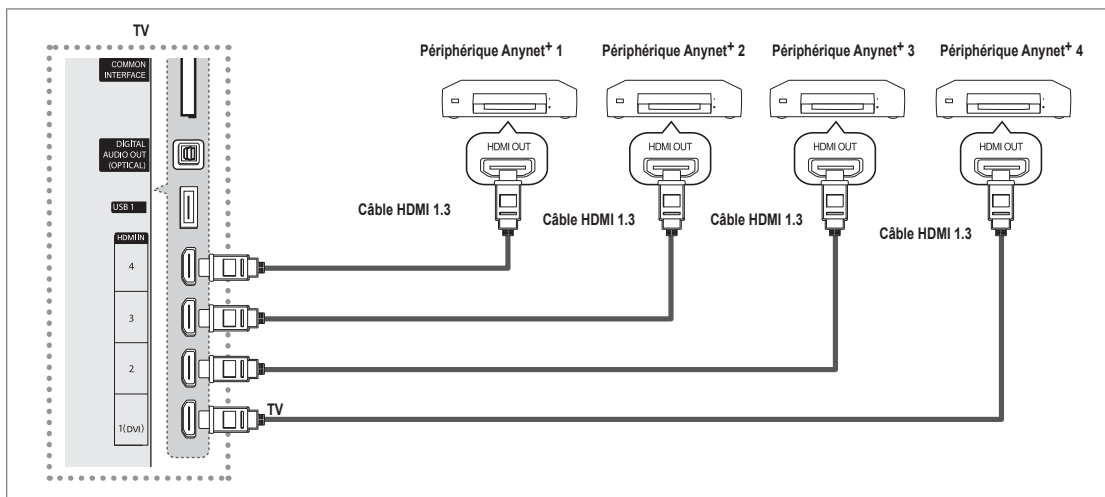 TV
Périphérique Anynet+ 1
Périphérique Anynet+ 2
Périphérique Anynet+ 3
Périphérique Anynet+ 4
COMMON
INTERFACE
DIGITAL
AUDIO OUT
(OPTICAL)
HDMI OUT
HDMI OUT
HDMI OUT
HDMI OUT
USB 1
Câble HDMI 1.3
Câble HDMI 1.3
Câble HDMI 1.3
Câble HDMI 1.3
HDMI IN
4
3
2
1(DVI)
TV